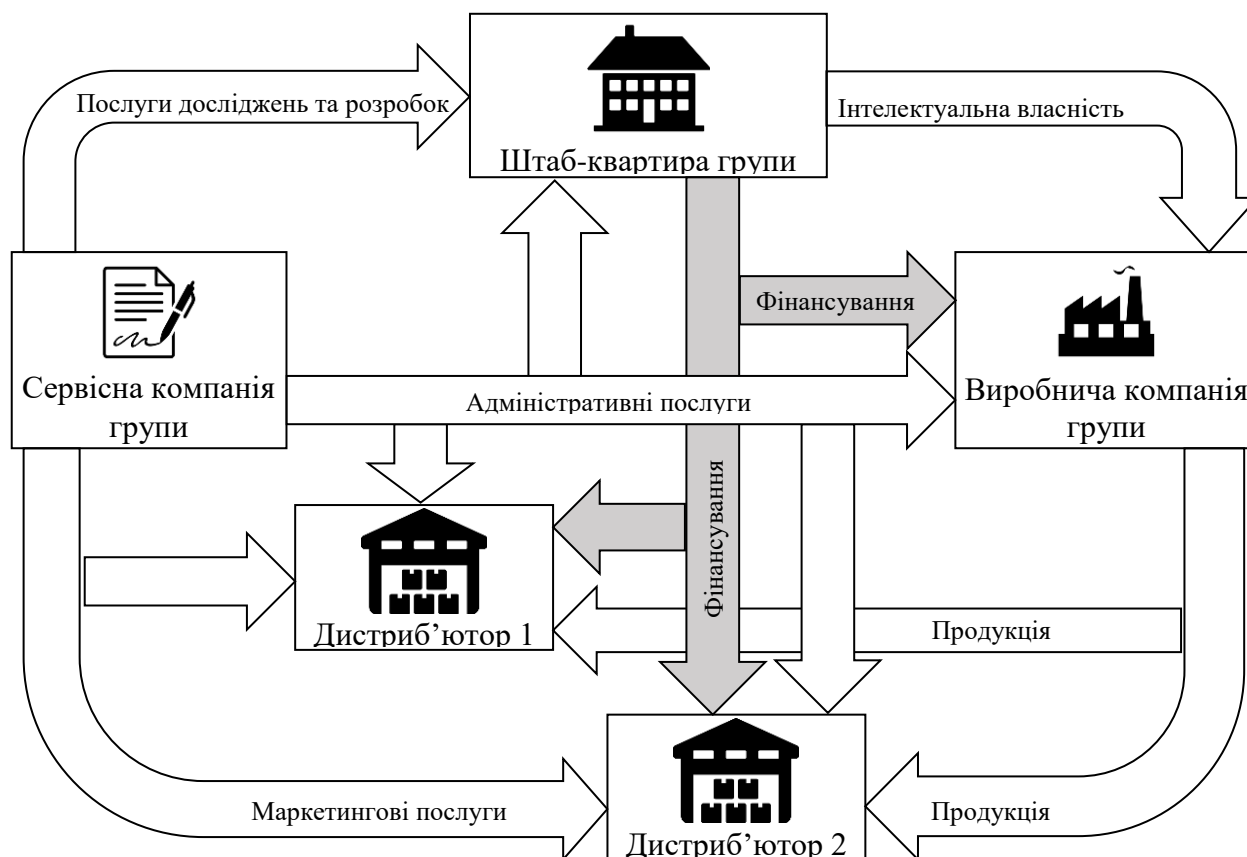 Послуги досліджень та розробок
Інтелектуальна власність
Штаб-квартира групи
Фінансування
Сервісна компанія
групи
Адміністративні послуги
Виробнича компанія
групи
Фінансування
Дистриб’ютор 1
Продукція
Маркетингові послуги
Продукція
Дистриб’ютор 2